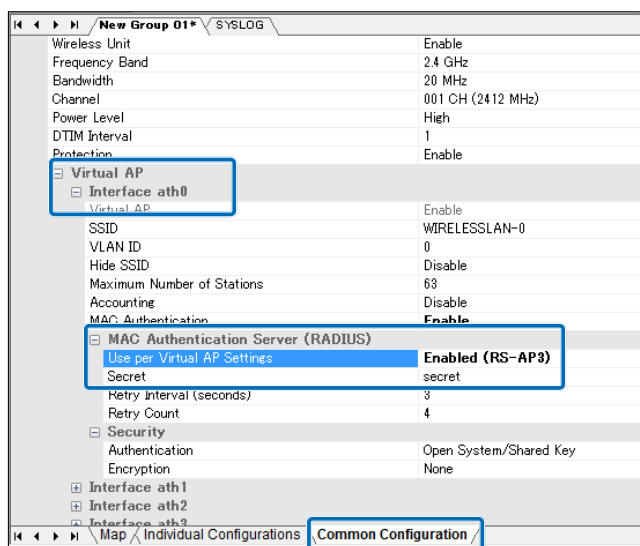 New Group 01* SYSLOG
Wireless Unit Enable
Frequency Band 2.4 GHz
Bandwidth 20 MHz
Channel 001 CH (2412 MHz)
Power Level High
DTIM Interval 1
Protection Enable
Virtual AP
Interface ath0
Virtual AP Enable
SSID WIRELESSLAN-0
VLAN ID 0
Hide SSID Disable
Maximum Number of Stations 63
Accounting Disable
MAC Authentication Enable
MAC Authentication Server (RADIUS)
Use per Virtual AP Settings Enabled (RS-AP3)
Secret secret
Retry Interval (seconds) 3
Retry Count 4
Security
Authentication Open System/Shared Key
Encryption None
Interface ath1
Interface ath2
Interface ath3
Map Individual Configurations Common Configuration